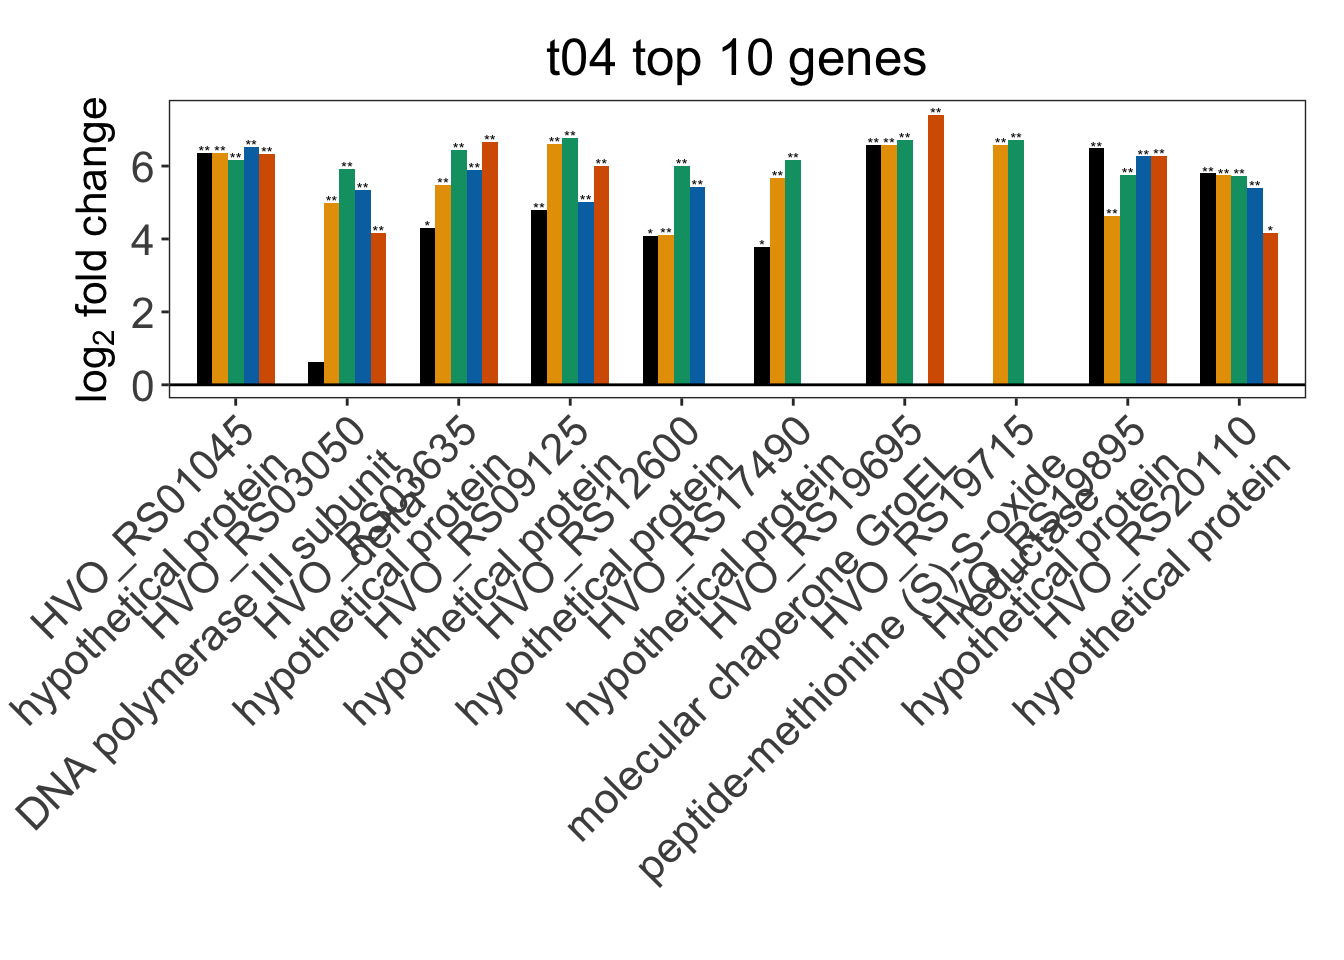 t04 top 10 genes
log2 fold change
6
4
2
0
HVO_RS01045
hypothetical protein
HVO_RS03050
DNA polymerase III subunit
delta
HVO_RS03635
hypothetical protein
HVO_RS09125
hypothetical protein
HVO_RS12600
hypothetical protein
HVO_RS17490
hypothetical protein
HVO_RS19695
molecular chaperone GroEL
HVO_RS19715
peptide-methionine (S)-S-oxide
reductase
HVO_RS19895
hypothetical protein
HVO_RS20110
hypothetical protein